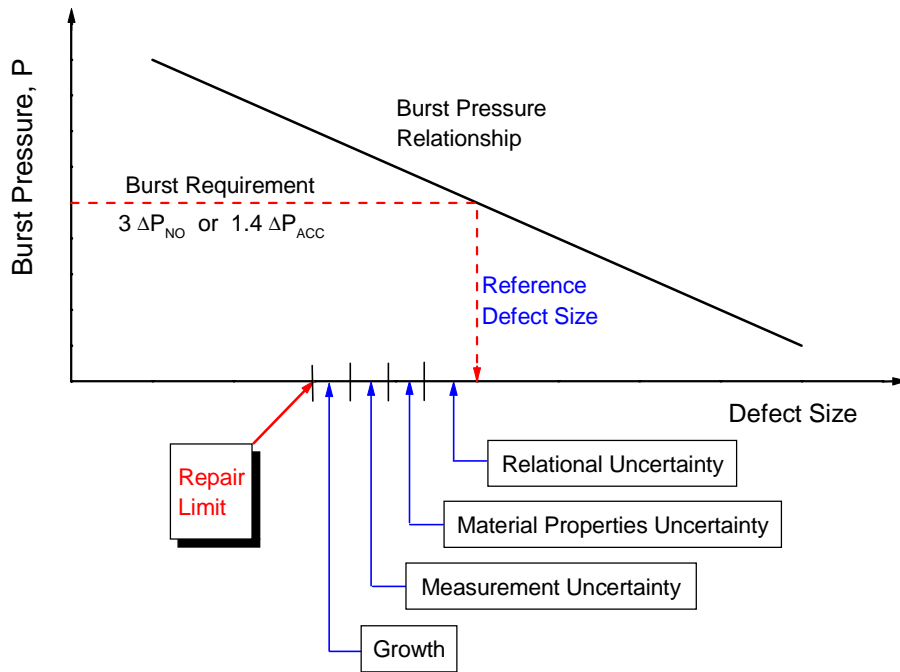 Burst Pressure, P
Burst Pressure
Relationship
Burst Requirement
3 ΔP_NO or 1.4 ΔP_ACC
Reference
Defect Size
Defect Size
Repair
Limit
Relational Uncertainty
Material Properties Uncertainty
Measurement Uncertainty
Growth